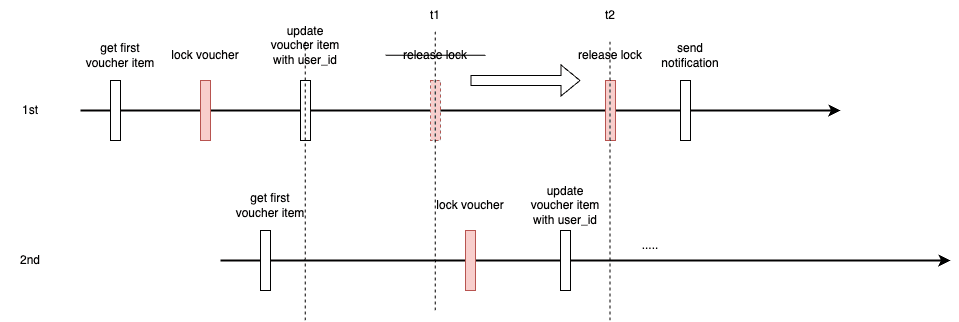 t1
t2
get first
voucher item
lock voucher
update
voucher item
with user_id
release lock
release lock
send
notification
1st
get first
voucher item
lock voucher
update
voucher item
with user_id
.....
2nd